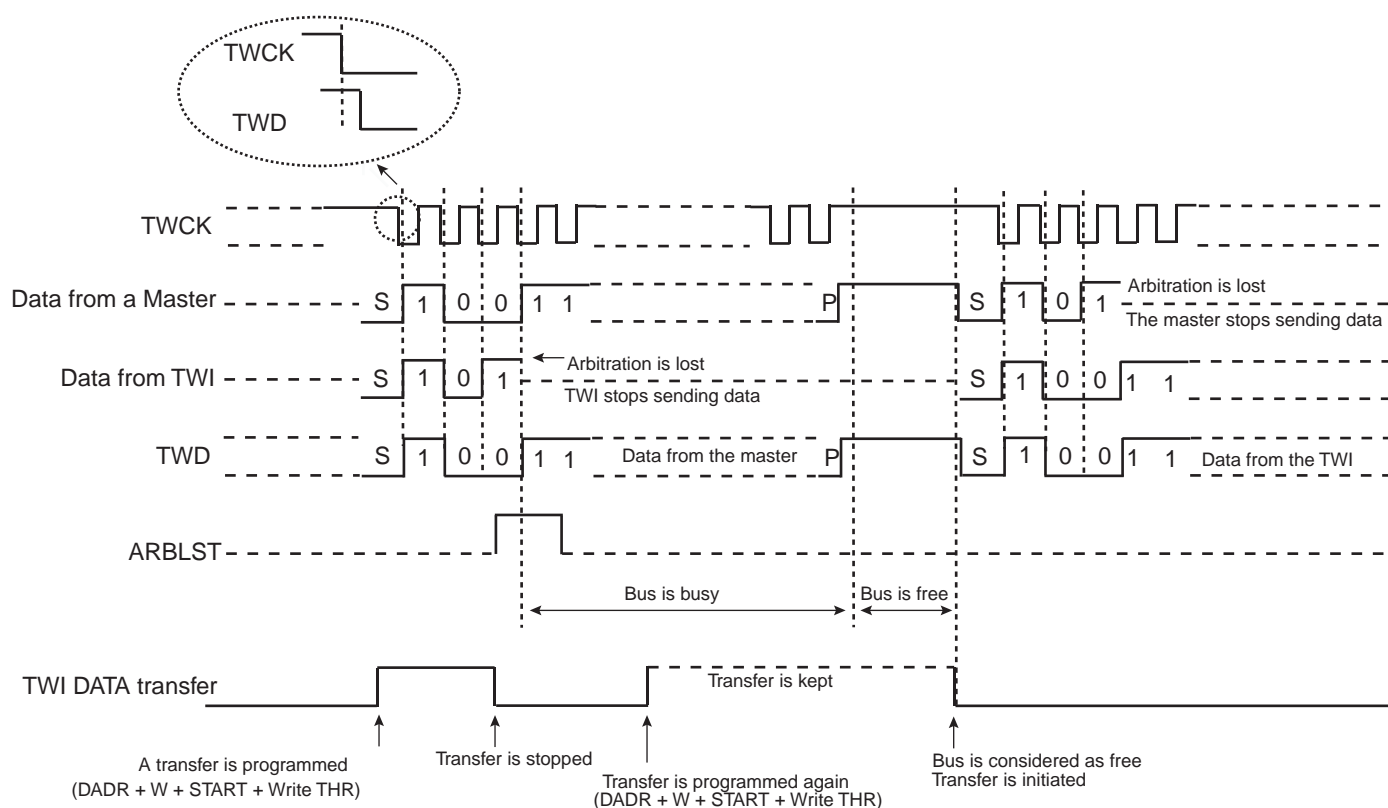 TWCK
TWD
TWCK
Data from a Master S 1 0 0 1 1 P S 1 0 1 Arbitration is lost
The master stops sending data
Data from TWI S 1 0 1 Arbitration is lost S 1 0 0 1 1
TWI stops sending data
TWD S 1 0 0 1 1 Data from the master P S 1 0 0 1 1 Data from the TWI
ARBLST
Bus is busy Bus is free
TWI DATA transfer Transfer is kept
A transfer is programmed
(DADR + W + START + Write THR)
Transfer is stopped
Transfer is programmed again
(DADR + W + START + Write THR)
Bus is considered as free
Transfer is initiated